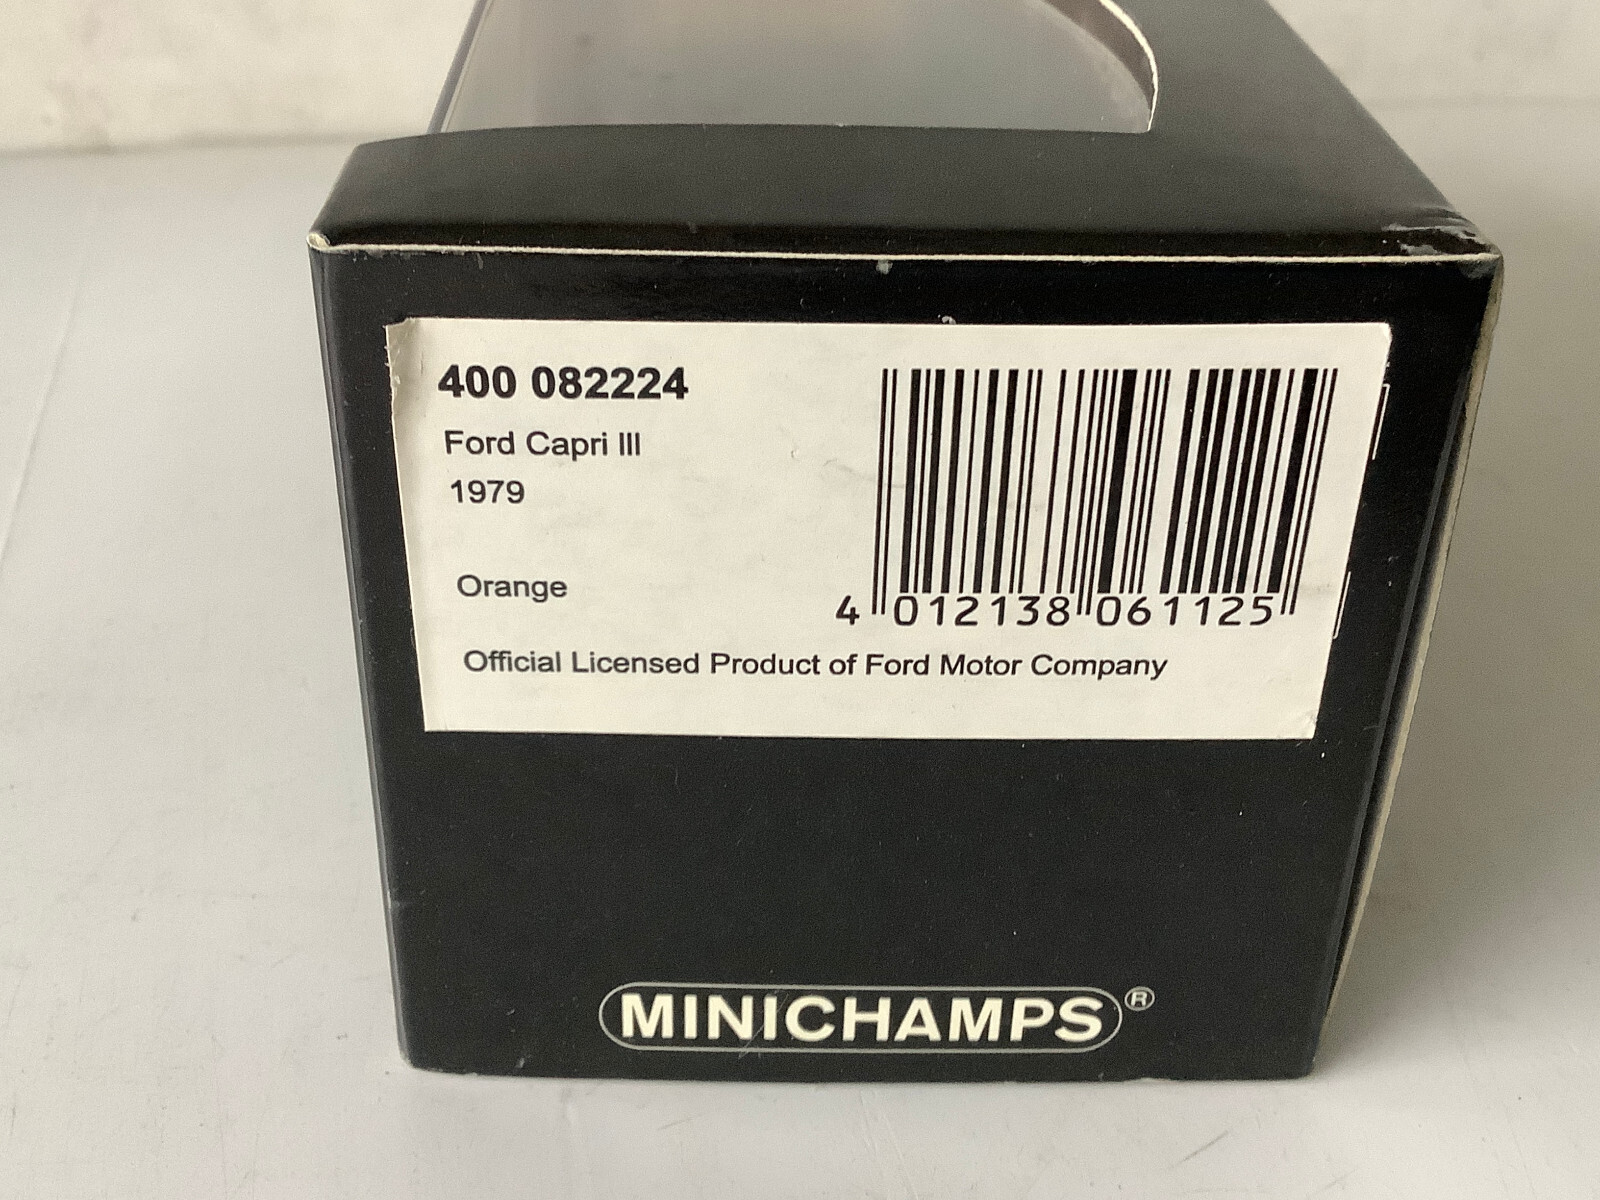 400 082224
Ford Capri III
1979
Orange
4 012138 061125
Official Licensed Product of Ford Motor Company
MINICHAMPS®